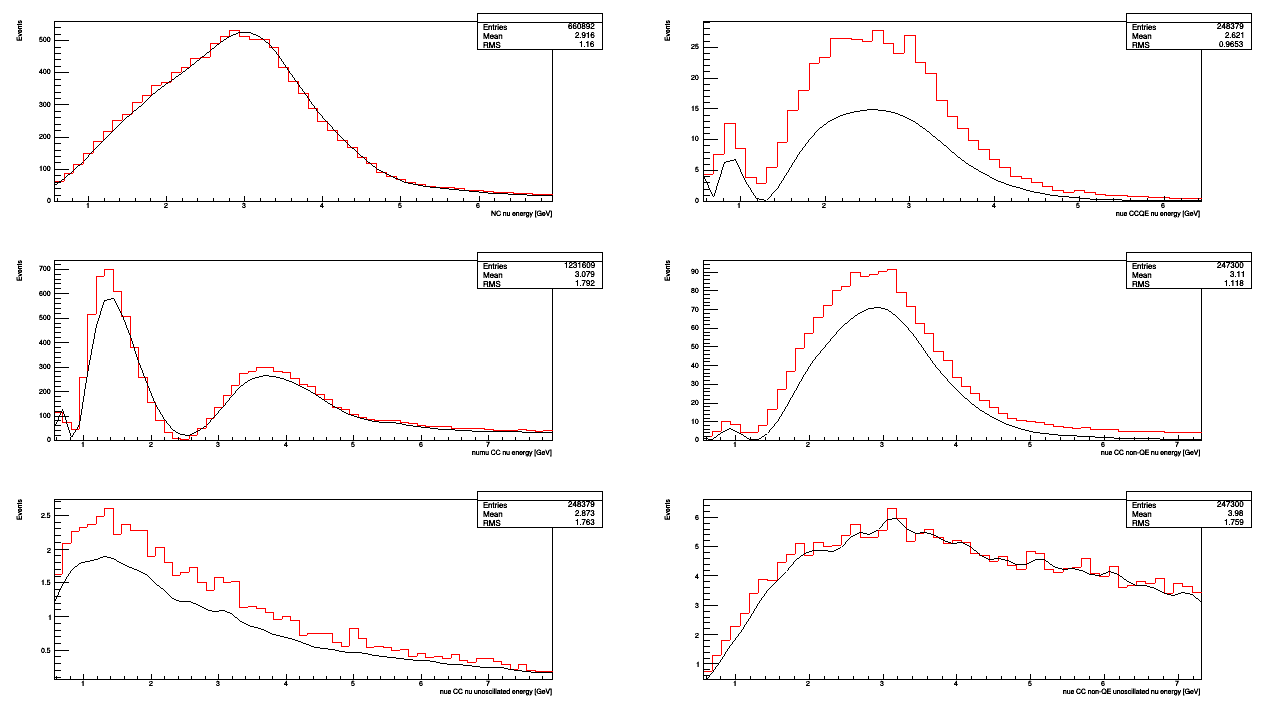 Events
Entries 660892
Mean 2.916
RMS 1.16
500
400
300
200
100
0
1 2 3 4 5 6
NC nu energy [GeV]
Events
Entries 248379
Mean 2.621
RMS 0.9653
25
20
15
10
5
0
1 2 3 4 5 6
nue CCQE nu energy [GeV]
Events
Entries 1231609
Mean 3.079
RMS 1.792
700
600
500
400
300
200
100
0
1 2 3 4 5 6 7
numu CC nu energy [GeV]
Events
Entries 247300
Mean 3.11
RMS 1.118
90
80
70
60
50
40
30
20
10
0
1 2 3 4 5 6 7
nue CC non-QE nu energy [GeV]
Events
Entries 248379
Mean 2.873
RMS 1.763
2.5
2
1.5
1
0.5
1 2 3 4 5 6 7
nue CC nu unoscillated energy [GeV]
Events
Entries 247300
Mean 3.98
RMS 1.759
6
5
4
3
2
1
1 2 3 4 5 6 7
nue CC non-QE unoscillated nu energy [GeV]